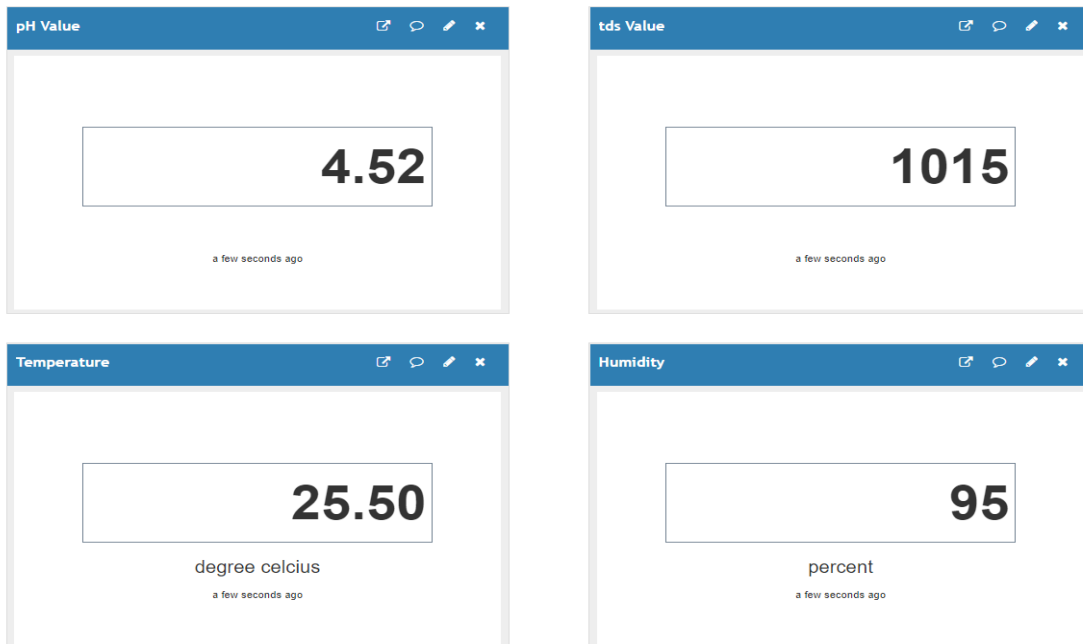 pH Value
4.52
a few seconds ago
tds Value
1015
a few seconds ago
Temperature
25.50
degree celcius
a few seconds ago
Humidity
95
percent
a few seconds ago